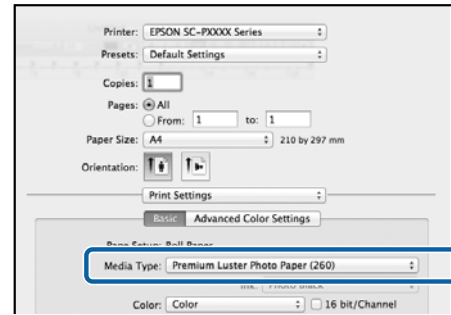 Printer: EPSON SC-PXXXX Series
Presets: Default Settings
Copies: 1
Pages: All
From: 1 to: 1
Paper Size: A4 210 by 297 mm
Orientation:
Print Settings
Basic Advanced Color Settings
Page Setup: Roll Paper
Media Type: Premium Luster Photo Paper (260)
Ink: Photo Black
Color: Color 16 bit/Channel